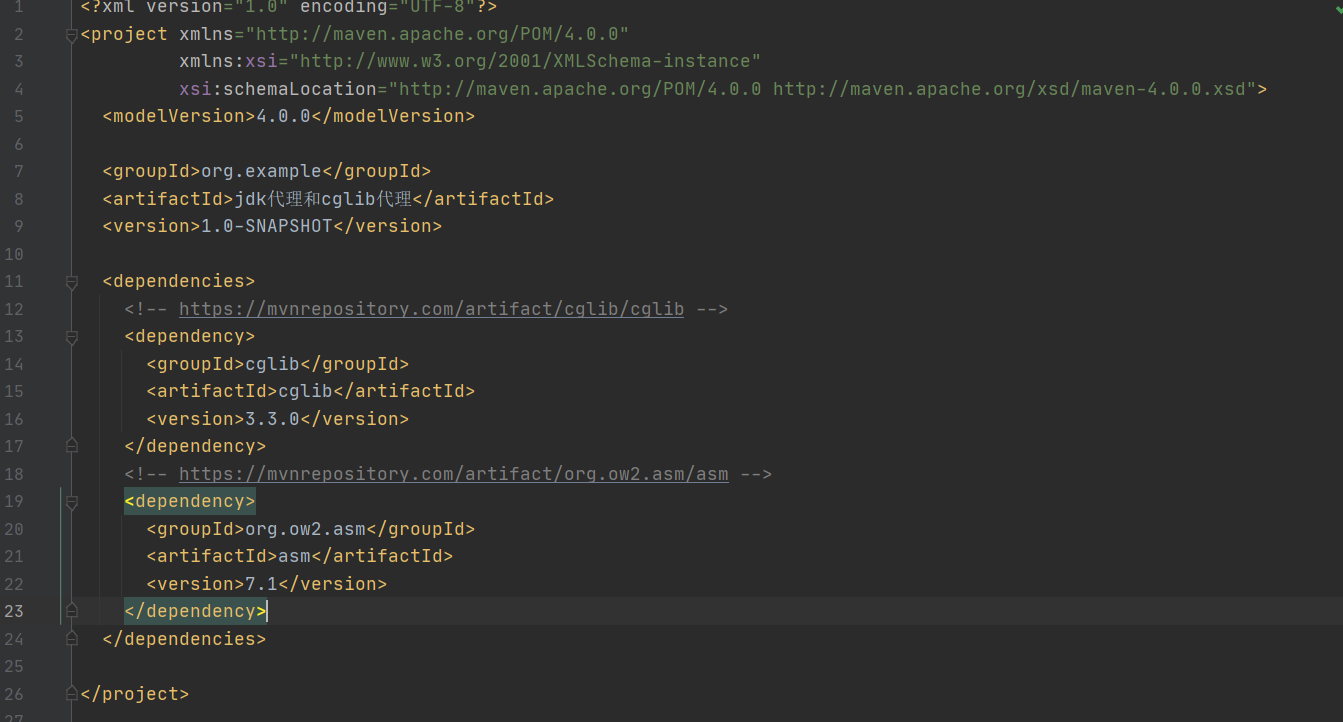 1 <?xml version="1.0" encoding="UTF-8"?>
2 <project xmlns="http://maven.apache.org/POM/4.0.0"
3          xmlns:xsi="http://www.w3.org/2001/XMLSchema-instance"
4          xsi:schemaLocation="http://maven.apache.org/POM/4.0.0 http://maven.apache.org/xsd/maven-4.0.0.xsd">
5   <modelVersion>4.0.0</modelVersion>
6
7   <groupId>org.example</groupId>
8   <artifactId>jdk代理和cglib代理</artifactId>
9   <version>1.0-SNAPSHOT</version>
10
11   <dependencies>
12     <!-- https://mvnrepository.com/artifact/cglib/cglib -->
13     <dependency>
14       <groupId>cglib</groupId>
15       <artifactId>cglib</artifactId>
16       <version>3.3.0</version>
17     </dependency>
18     <!-- https://mvnrepository.com/artifact/org.ow2.asm/asm -->
19     <dependency>
20       <groupId>org.ow2.asm</groupId>
21       <artifactId>asm</artifactId>
22       <version>7.1</version>
23     </dependency>
24   </dependencies>
25
26 </project>
27